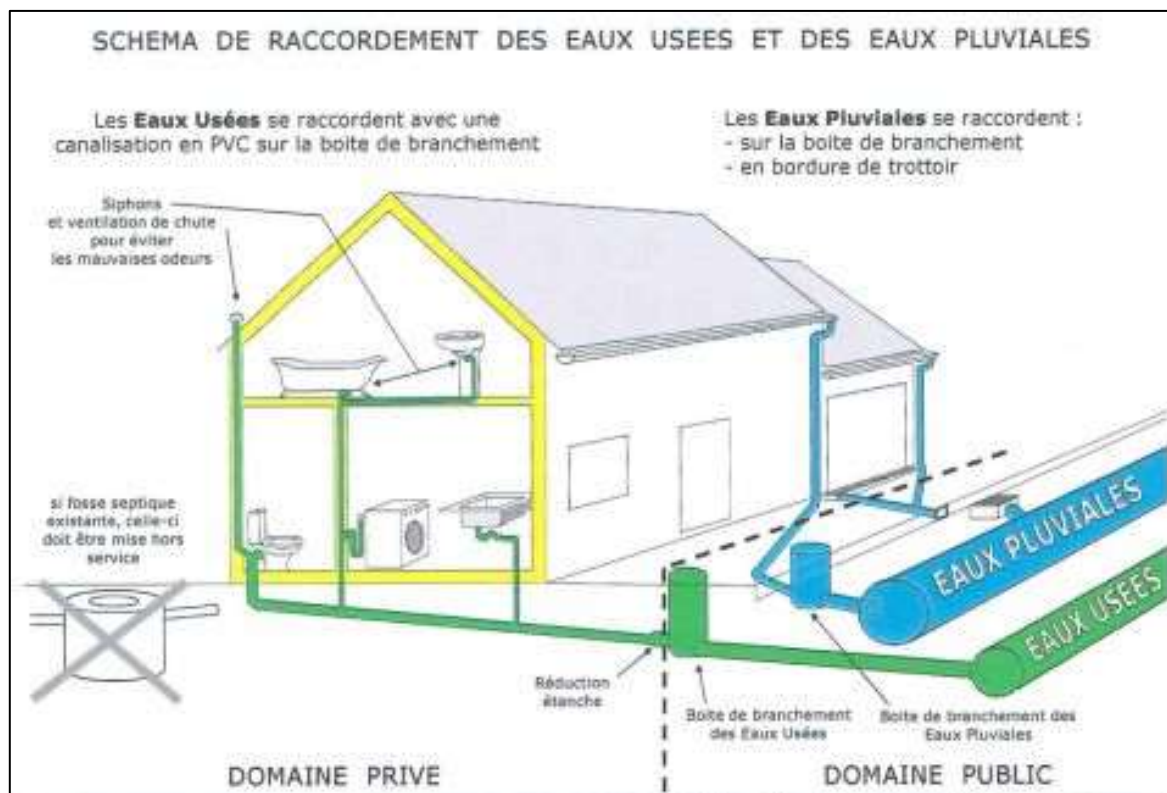 SCHEMA DE RACCORDEMENT DES EAUX USEES ET DES EAUX PLUVIALES
Les Eaux Usées se raccordent avec une
canalisation en PVC sur la boite de branchement
Les Eaux Pluviales se raccordent :
- sur la boite de branchement
- en bordure de trottoir
Siphons
et ventilation de chute
pour éviter
les mauvaises odeurs
si fosse septique
existante, celle-ci
doit être mise hors
service
EAUX PLUVIALES
EAUX USEES
Réduction
étanche
Boite de branchement
des Eaux Usées
Boite de branchement des
Eaux Pluviales
DOMAINE PRIVE
DOMAINE PUBLIC